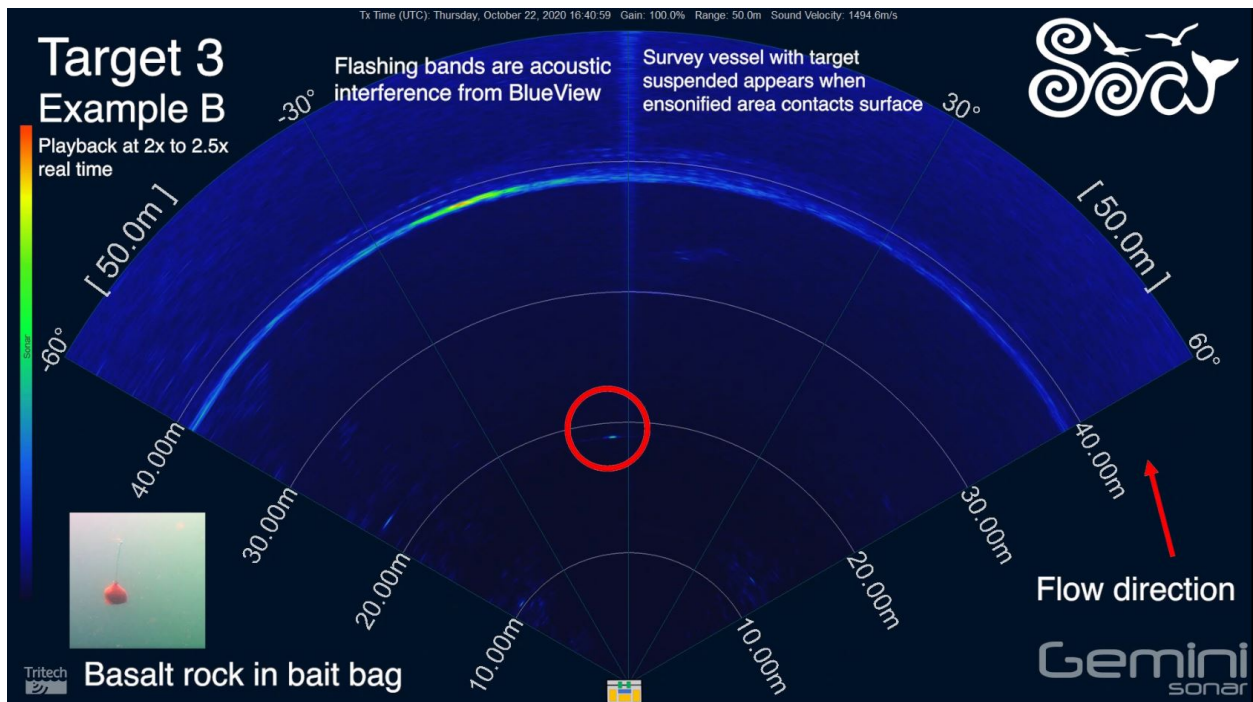 Tx Time (UTC): Thursday, October 22, 2020 16:40:59 Gain: 100.0% Range: 50.0m Sound Velocity: 1494.6m/s
Target 3
Example B
Playback at 2x to 2.5x
real time
Flashing bands are acoustic
interference from BlueView
Survey vessel with target
suspended appears when
ensonified area contacts surface
Soar
-30°
30°
[ 50.0m ]
[ 50.0m ]
Sonar
-60°
60°
40.00m
40.00m
30.00m
30.00m
20.00m
20.00m
10.00m
10.00m
Flow direction
Tritech
Basalt rock in bait bag
Gemini
sonar